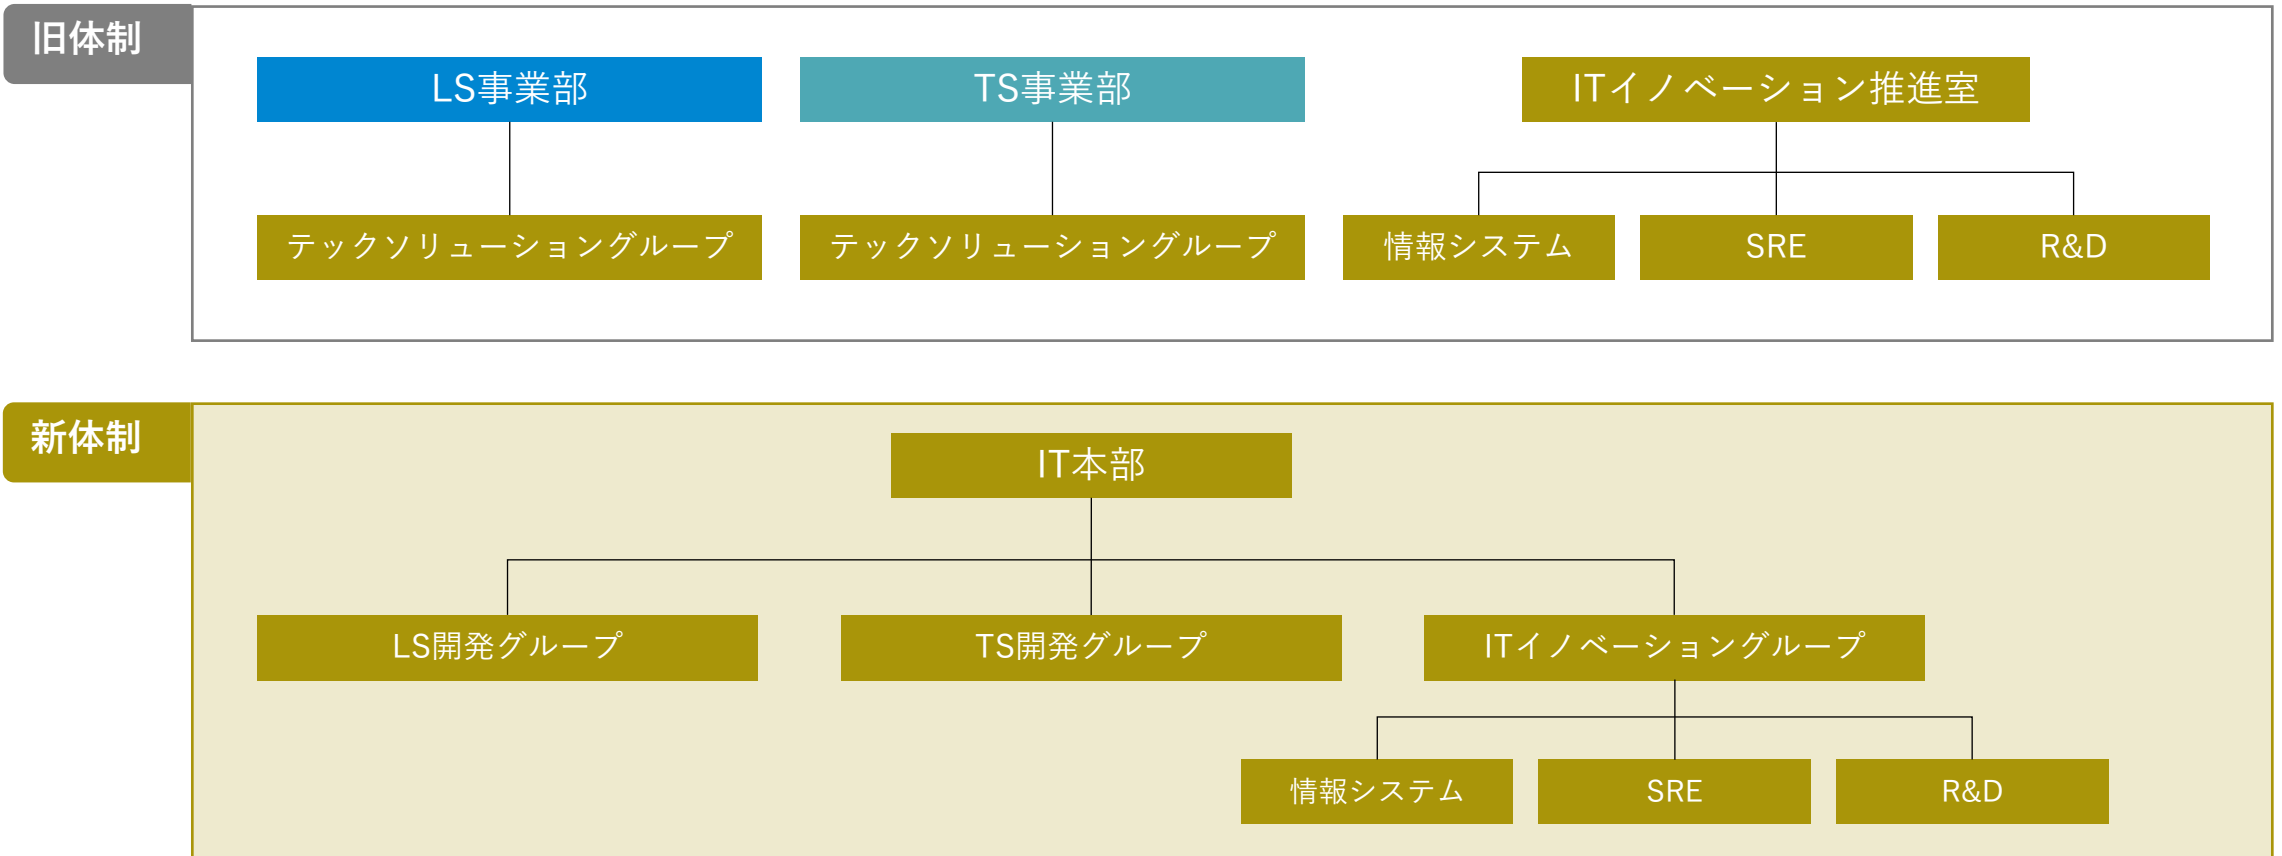 旧体制
LS事業部
TS事業部
ITイノベーション推進室
テックソリューショングループ
テックソリューショングループ
情報システム
SRE
R&D
新体制
IT本部
LS開発グループ
TS開発グループ
ITイノベーショングループ
情報システム
SRE
R&D